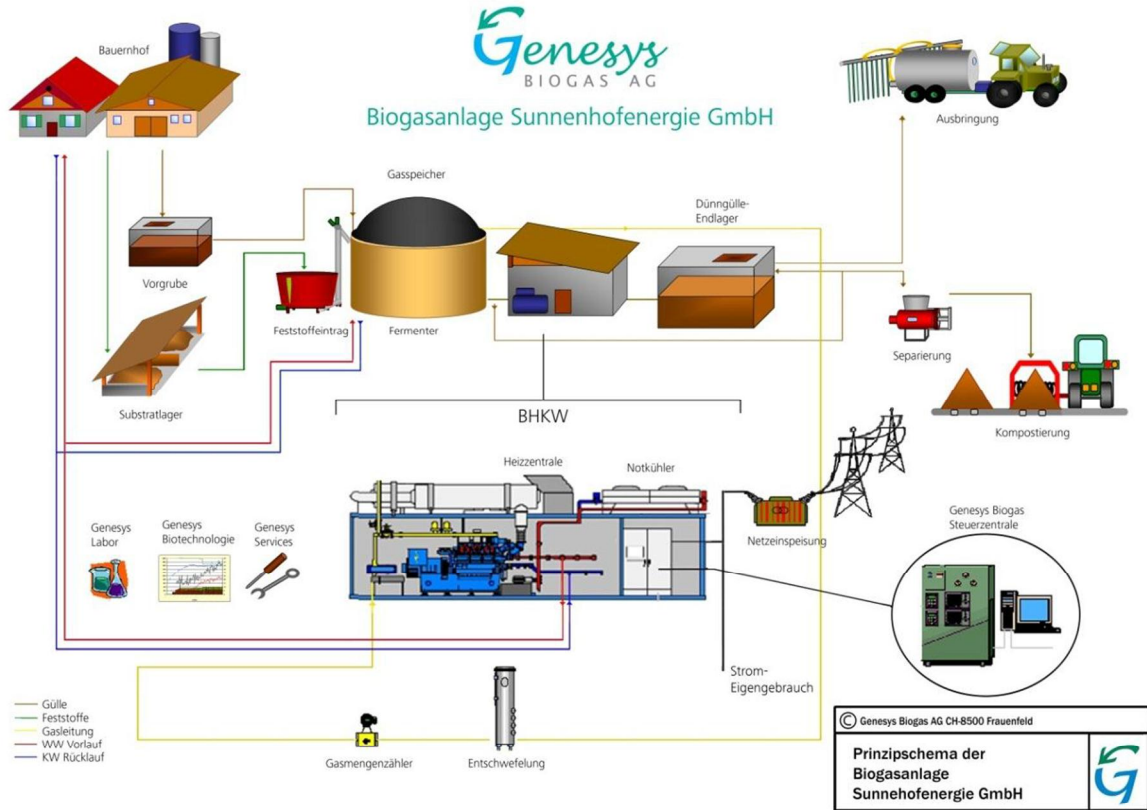 Genesys
BIOGAS AG
Biogasanlage Sunnenhofenergie GmbH
Bauernhof
Ausbringung
Gasspeicher
Dünngülle-
Endlager
Vorgrube
Feststoffeintrag
Fermenter
Separierung
Substratlager
Kompostierung
BHKW
Heizzentrale
Notkühler
Netzeinspeisung
Genesys Biogas
Steuerzentrale
Genesys
Labor
Genesys
Biotechnologie
Genesys
Services
Strom-
Eigengebrauch
Gülle
Feststoffe
Gasleitung
WW Vorlauf
KW Rücklauf
Gasmengenzähler
Entschwefelung
© Genesys Biogas AG CH-8500 Frauenfeld
Prinzipschema der
Biogasanlage
Sunnehofenergie GmbH
G